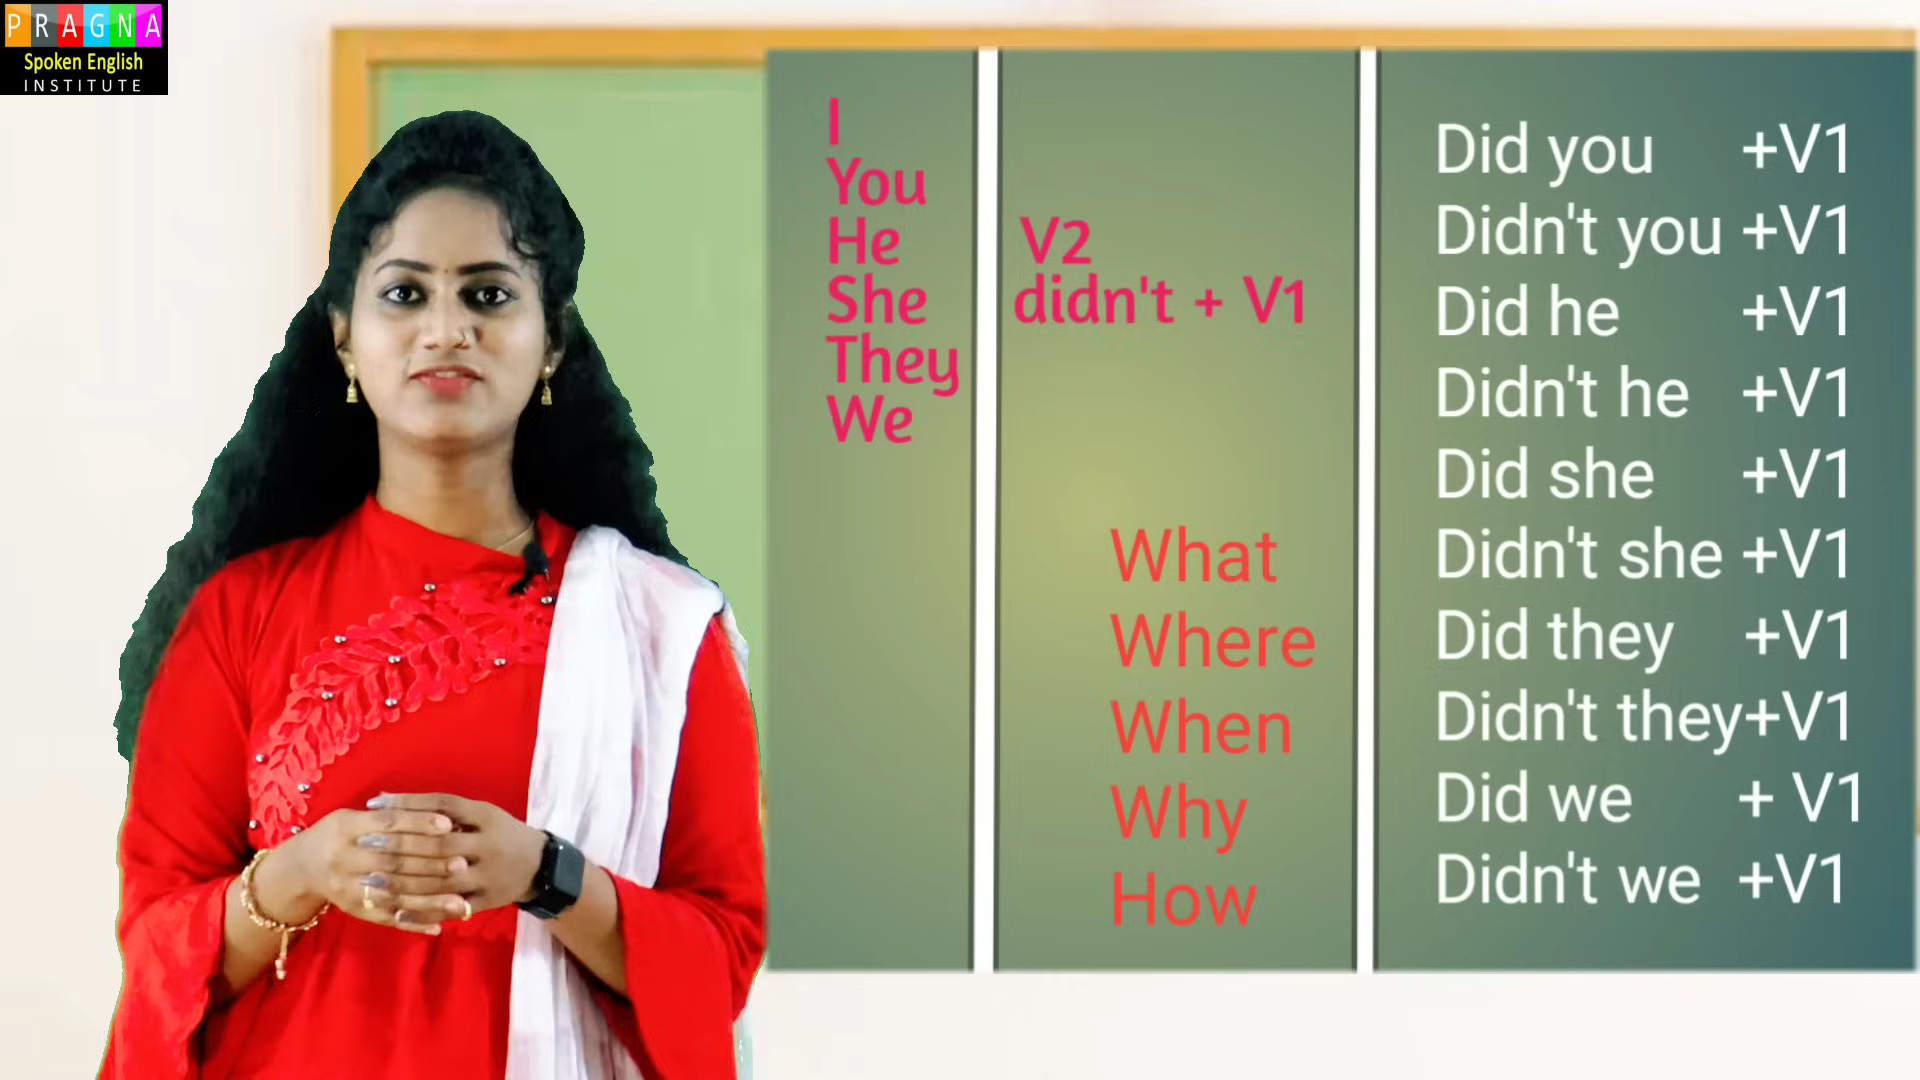 PRAGNA
Spoken English
INSTITUTE
I
You
He
She
They
We
V2
didn't + V1
What
Where
When
Why
How
Did you +V1
Didn't you +V1
Did he +V1
Didn't he +V1
Did she +V1
Didn't she +V1
Did they +V1
Didn't they+V1
Did we + V1
Didn't we +V1